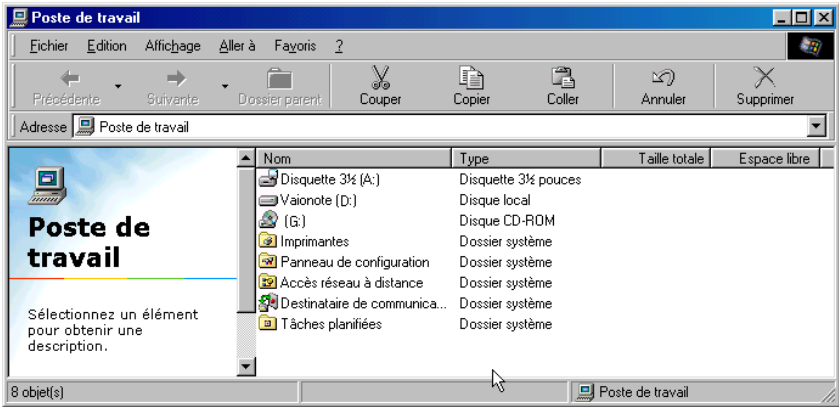 Poste de travail
Fichier Edition Affichage Aller à Favoris ?
Précédente Suivante Dossier parent Couper Copier Coller Annuler Supprimer
Adresse Poste de travail
Nom Type Taille totale Espace libre
Disquette 3½ (A:) Disquette 3½ pouces
Vaionote (D:) Disque local
(G:) Disque CD-ROM
Imprimantes Dossier système
Panneau de configuration Dossier système
Accès réseau à distance Dossier système
Destinataire de communica... Dossier système
Tâches planifiées Dossier système
Poste de
travail
Sélectionnez un élément
pour obtenir une
description.
8 objet(s) Poste de travail